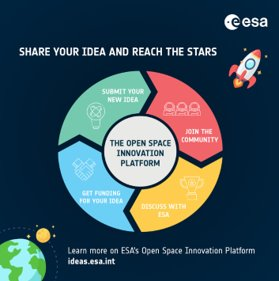 esa
SHARE YOUR IDEA AND REACH THE STARS
SUBMIT YOUR
NEW IDEA
JOIN THE
COMMUNITY
THE OPEN SPACE
INNOVATION
PLATFORM
GET FUNDING
FOR YOUR IDEA
DISCUSS WITH
ESA
Learn more on ESA's Open Space Innovation Platform
ideas.esa.int